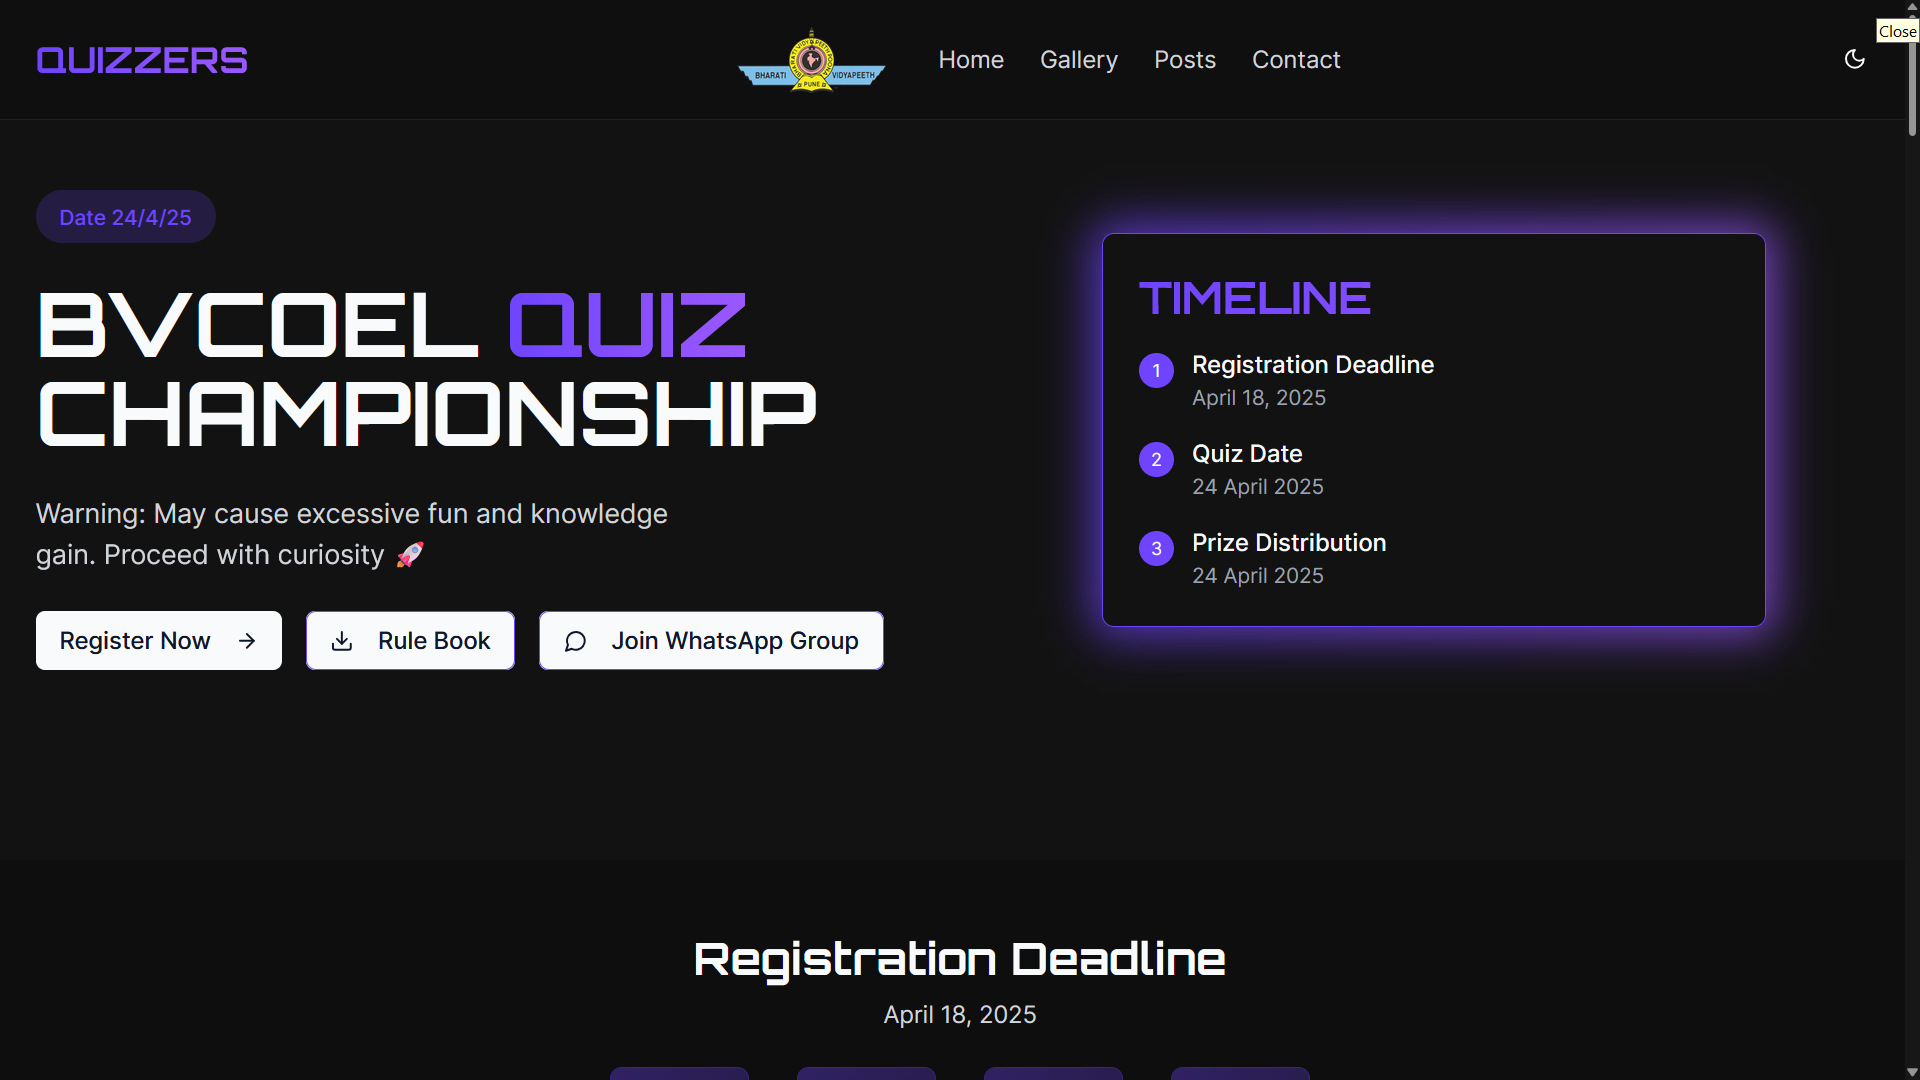 QUIZZERS
BHARATI VIDYAPEETH
PUNE
Home
Gallery
Posts
Contact
Close
Date 24/4/25
BVCOEL QUIZ
CHAMPIONSHIP
Warning: May cause excessive fun and knowledge
gain. Proceed with curiosity 🚀
Register Now →
Rule Book
Join WhatsApp Group
TIMELINE
1 Registration Deadline
April 18, 2025
2 Quiz Date
24 April 2025
3 Prize Distribution
24 April 2025
Registration Deadline
April 18, 2025